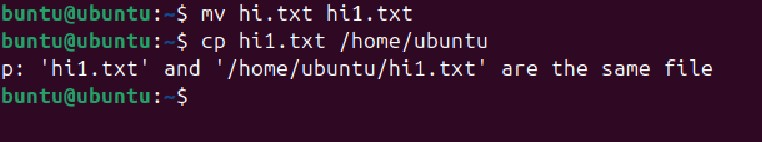 buntu@ubuntu:~$ mv hi.txt hi1.txt
buntu@ubuntu:~$ cp hi1.txt /home/ubuntu
p: 'hi1.txt' and '/home/ubuntu/hi1.txt' are the same file
buntu@ubuntu:~$